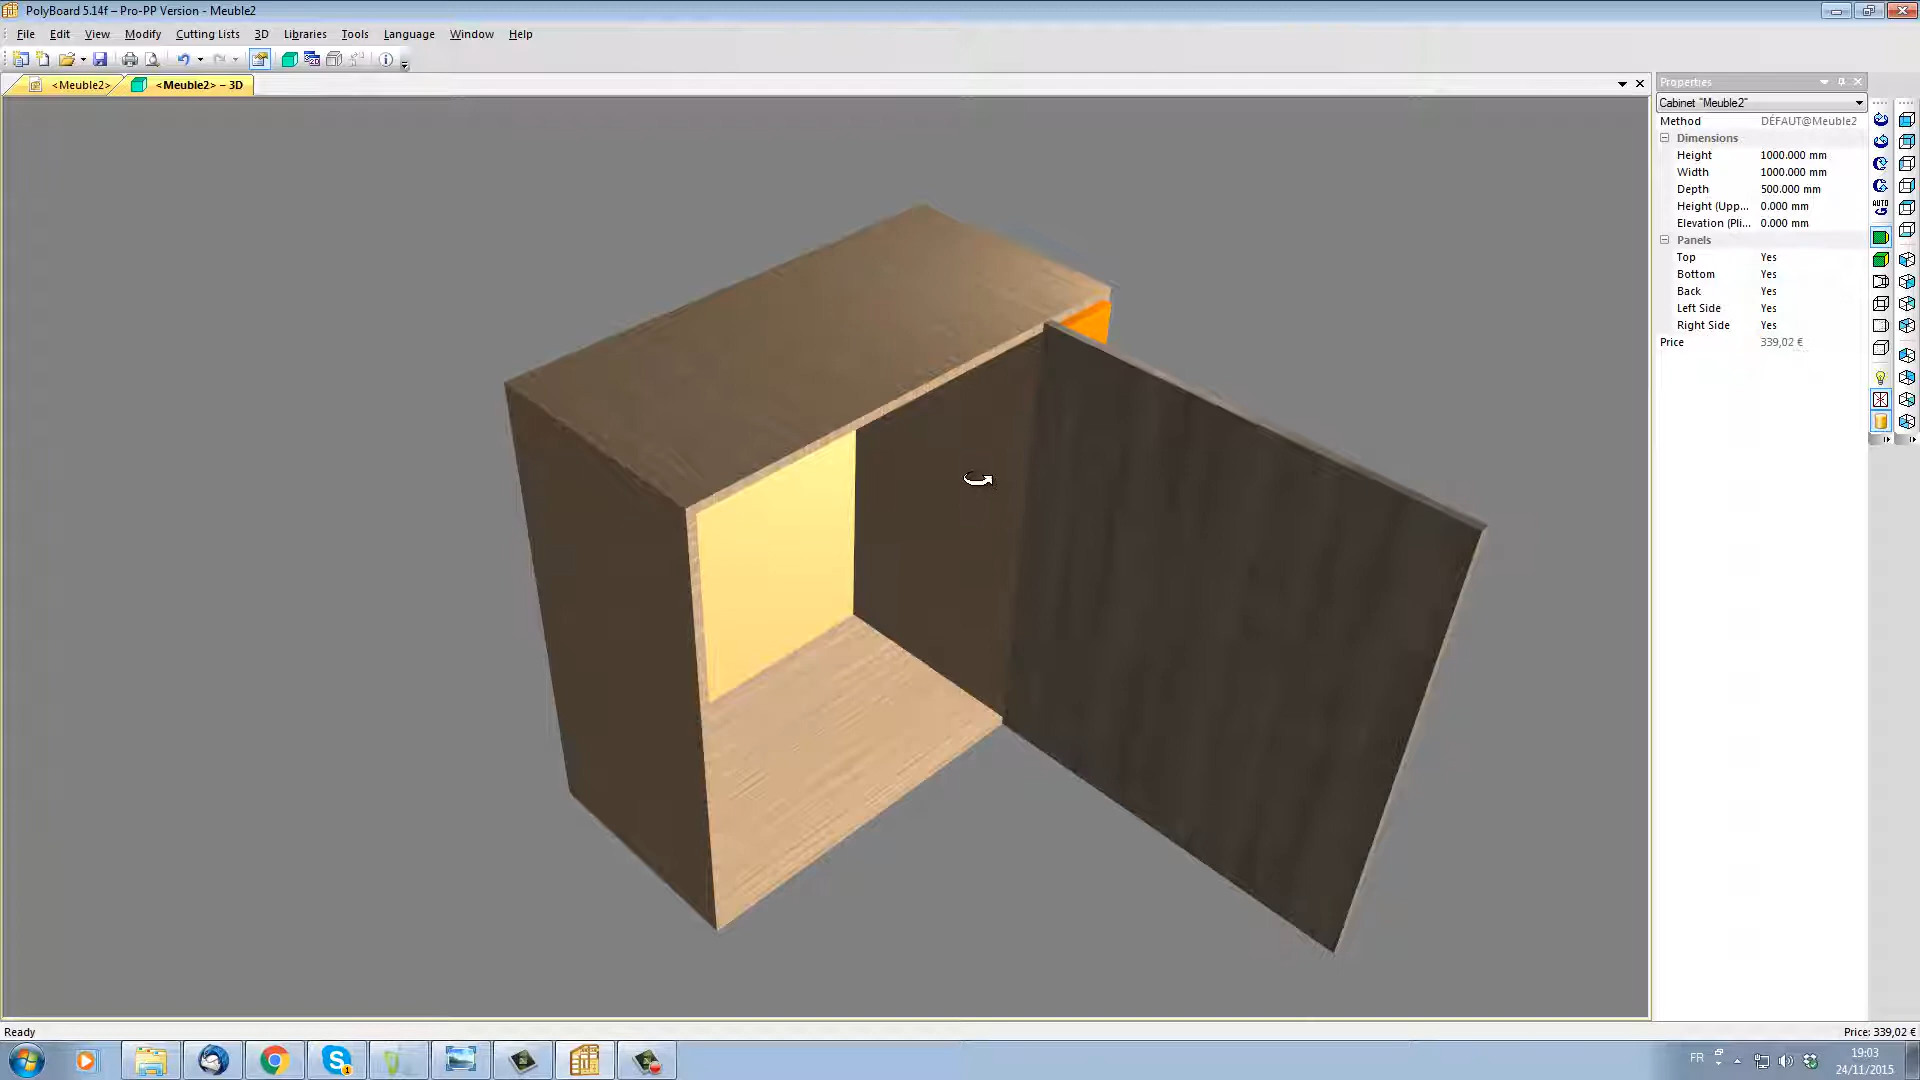 PolyBoard 5.14f – Pro-PP Version - Meuble2
File Edit View Modify Cutting Lists 3D Libraries Tools Language Window Help
<Meuble2> <Meuble2> – 3D
Properties
Cabinet "Meuble2"
Method DÉFAUT@Meuble2
Dimensions
Height 1000.000 mm
Width 1000.000 mm
Depth 500.000 mm
Height (Upp... 0.000 mm
Elevation (Pli... 0.000 mm
Panels
Top Yes
Bottom Yes
Back Yes
Left Side Yes
Right Side Yes
Price 339,02 €
AUTO
Ready
Price: 339,02 €
FR
19:03
24/11/2015